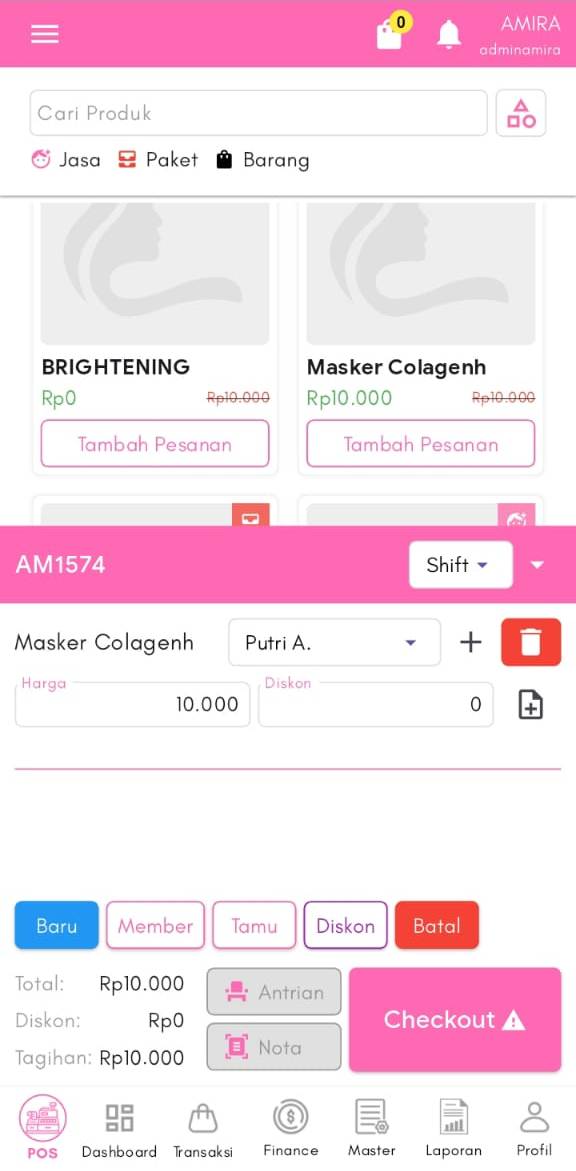 0
AMIRA
adminamira
Cari Produk
Jasa Paket Barang
BRIGHTENING
Rp0 Rp10.000
Tambah Pesanan
Masker Colagenh
Rp10.000 Rp10.000
Tambah Pesanan
AM1574 Shift
Masker Colagenh Putri A.
Harga Diskon
10.000 0
Baru Member Tamu Diskon Batal
Total: Rp10.000
Diskon: Rp0
Tagihan: Rp10.000
Antrian
Nota
Checkout
POS Dashboard Transaksi Finance Master Laporan Profil